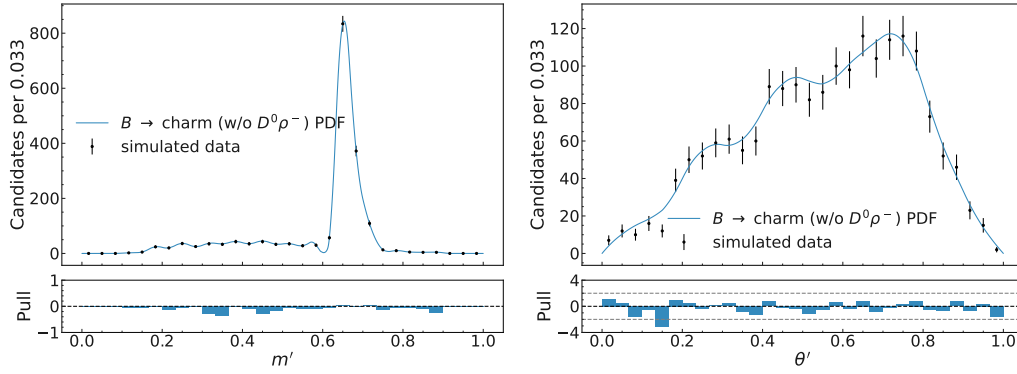 Candidates per 0.033
800
600
400
200
0
B → charm (w/o D⁰ρ⁻) PDF
simulated data
Pull
1
0
−1
0.0 0.2 0.4 0.6 0.8 1.0
m′
Candidates per 0.033
120
100
80
60
40
20
0
B → charm (w/o D⁰ρ⁻) PDF
simulated data
Pull
4
0
−4
0.0 0.2 0.4 0.6 0.8 1.0
θ′